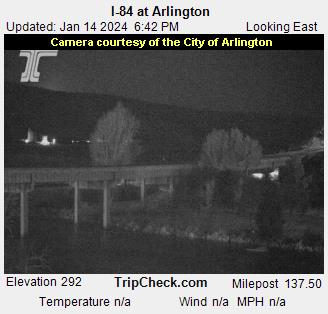 I-84 at Arlington
Updated: Jan 14 2024 6:42 PM Looking East
Camera courtesy of the City of Arlington
Elevation 292 TripCheck.com Milepost 137.50
Temperature n/a Wind n/a MPH n/a